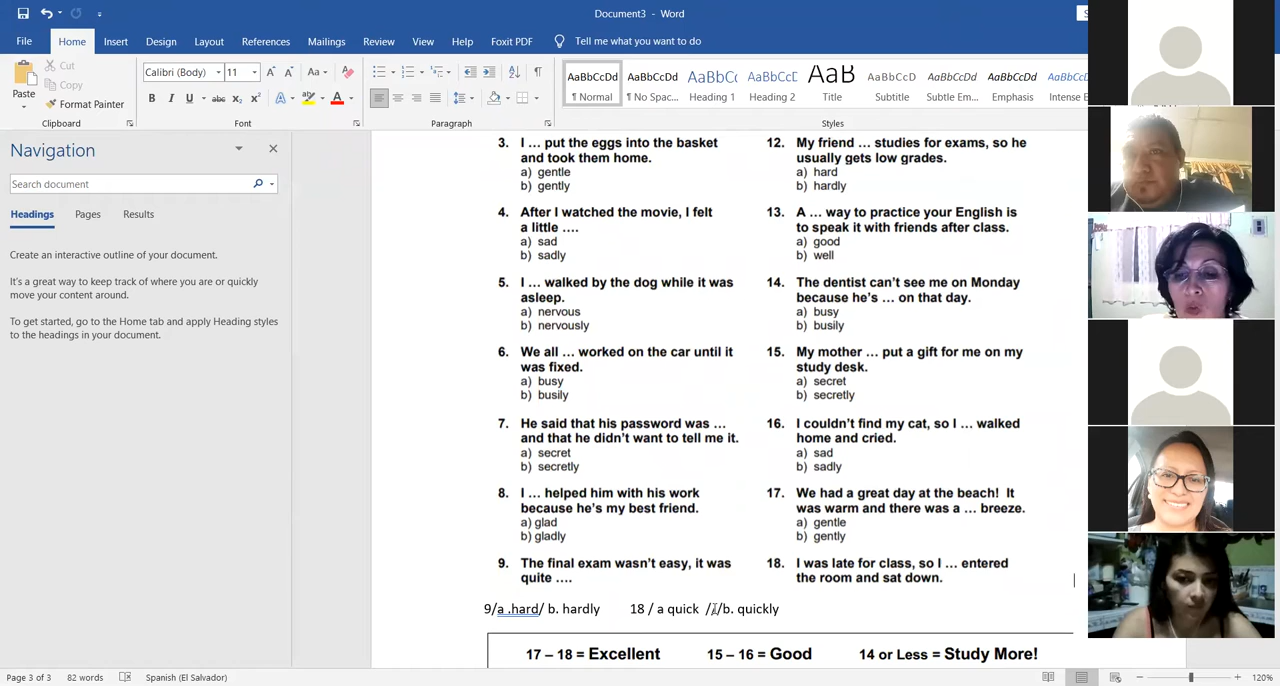 Document3 - Word
File Home Insert Design Layout References Mailings Review View Help Foxit PDF Tell me what you want to do
Paste
Cut
Copy
Format Painter
Clipboard
Calibri (Body) 11
Font
Paragraph
AaBbCcDd ¶ Normal
AaBbCcDd ¶ No Spac...
AaBbCc Heading 1
AaBbCcE Heading 2
AaB Title
AaBbCcD Subtitle
AaBbCcDd Subtle Em...
AaBbCcDd Emphasis
AaBbCcDd Intense E
Styles
Navigation
Search document
Headings Pages Results
Create an interactive outline of your document.
It's a great way to keep track of where you are or quickly
move your content around.
To get started, go to the Home tab and apply Heading styles
to the headings in your document.
3. I … put the eggs into the basket
and took them home.
a) gentle
b) gently
4. After I watched the movie, I felt
a little ….
a) sad
b) sadly
5. I … walked by the dog while it was
asleep.
a) nervous
b) nervously
6. We all … worked on the car until it
was fixed.
a) busy
b) busily
7. He said that his password was …
and that he didn't want to tell me it.
a) secret
b) secretly
8. I … helped him with his work
because he's my best friend.
a) glad
b) gladly
9. The final exam wasn't easy, it was
quite ….
12. My friend … studies for exams, so he
usually gets low grades.
a) hard
b) hardly
13. A … way to practice your English is
to speak it with friends after class.
a) good
b) well
14. The dentist can't see me on Monday
because he's … on that day.
a) busy
b) busily
15. My mother … put a gift for me on my
study desk.
a) secret
b) secretly
16. I couldn't find my cat, so I … walked
home and cried.
a) sad
b) sadly
17. We had a great day at the beach! It
was warm and there was a … breeze.
a) gentle
b) gently
18. I was late for class, so I … entered
the room and sat down.
9/a .hard/ b. hardly 18 / a quick ///b. quickly
17 – 18 = Excellent 15 – 16 = Good 14 or Less = Study More!
Page 3 of 3 82 words Spanish (El Salvador) 120%